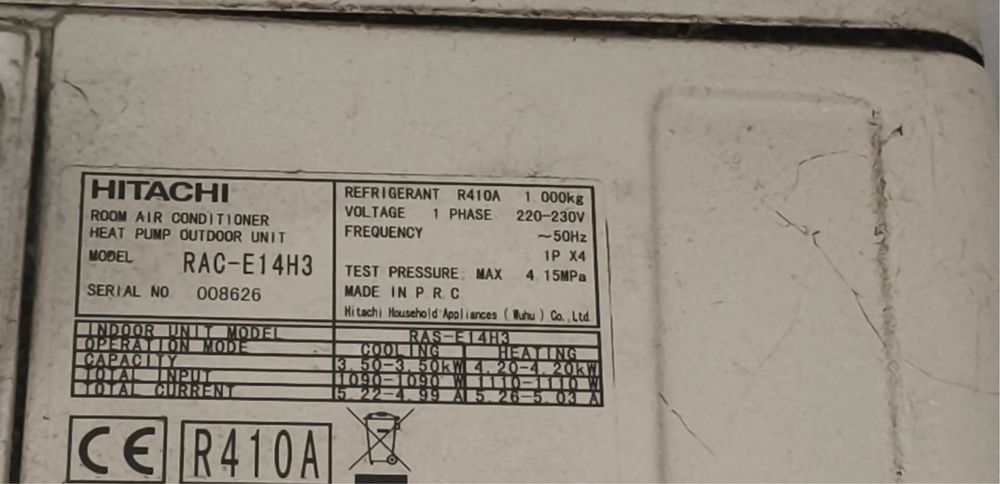 HITACHI
ROOM AIR CONDITIONER
HEAT PUMP OUTDOOR UNIT
MODEL RAC-E14H3
SERIAL NO. 008626
REFRIGERANT R410A 1.000kg
VOLTAGE 1 PHASE 220-230V
FREQUENCY ~50Hz
1P X4
TEST PRESSURE. MAX 4.15MPa
MADE IN P.R.C
Hitachi Household Appliances (Wuhu) Co.,Ltd.
INDOOR UNIT MODEL RAS-E14H3
OPERATION MODE COOLING HEATING
CAPACITY 3.50-3.50kW 4.20-4.20kW
TOTAL INPUT 1090-1090 W 1110-1110 W
TOTAL CURRENT 5.22-4.99 A 5.26-5.03 A
CE R410A